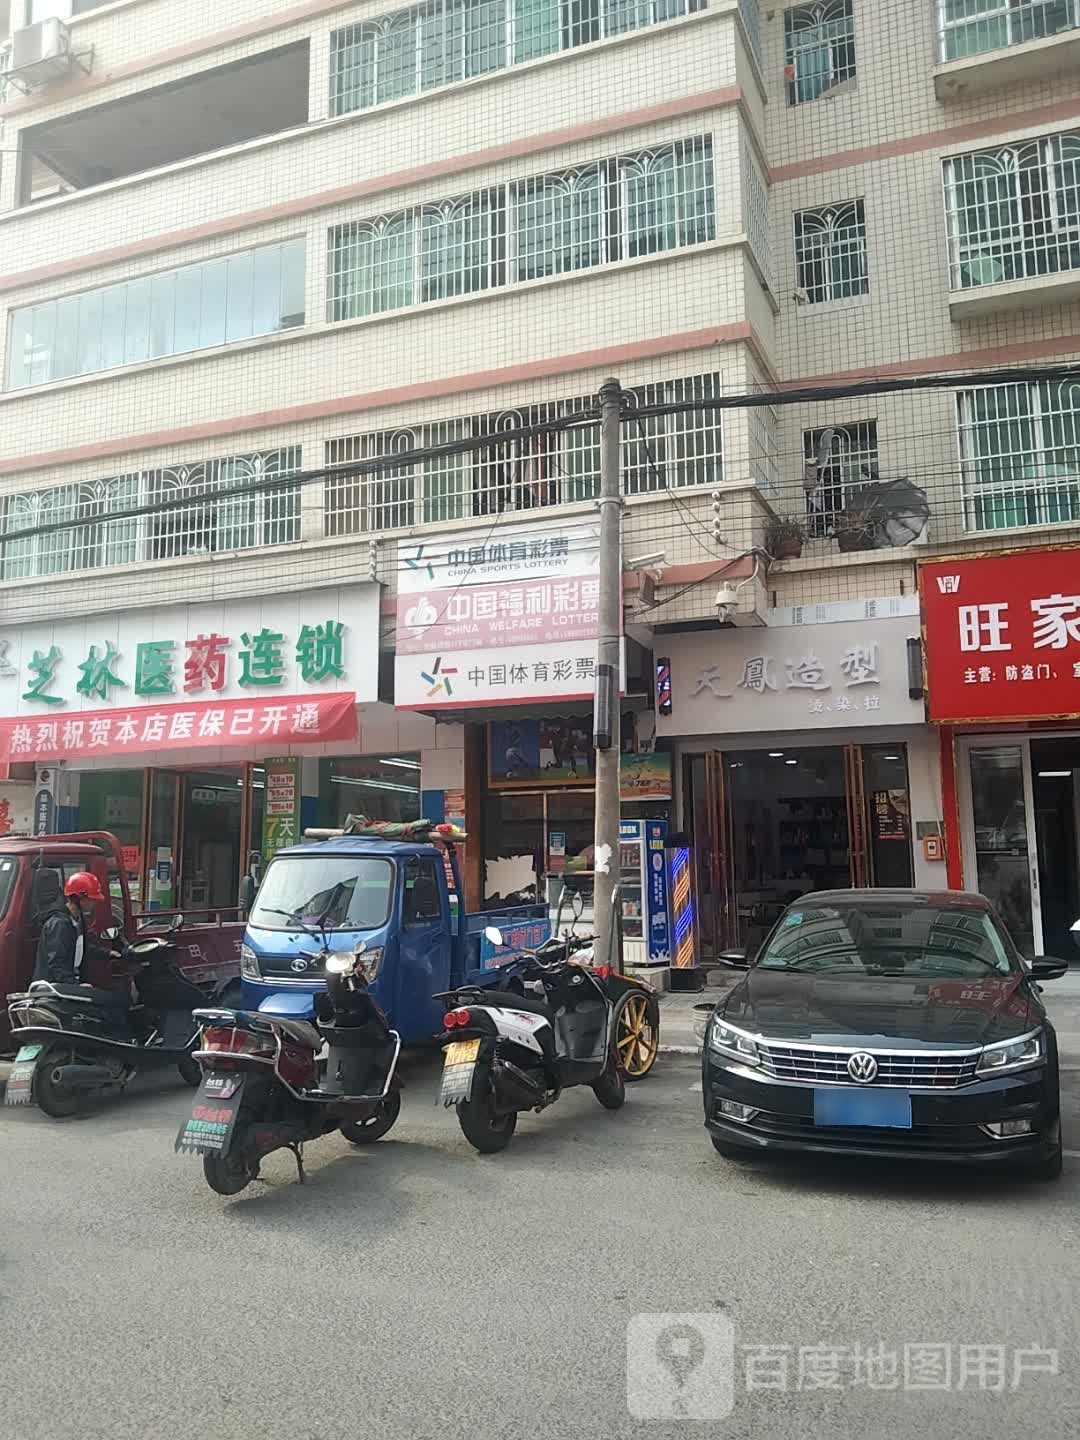 中国体育彩票
CHINA SPORTS LOTTERY
中国福利彩票
CHINA WELFARE LOTTERY
中国体育彩票
芝林医药连锁
热烈祝贺本店医保已开通
天鳳造型
烫、染、拉
旺家
主营：防盗门、
7天
招聘
百度地图用户